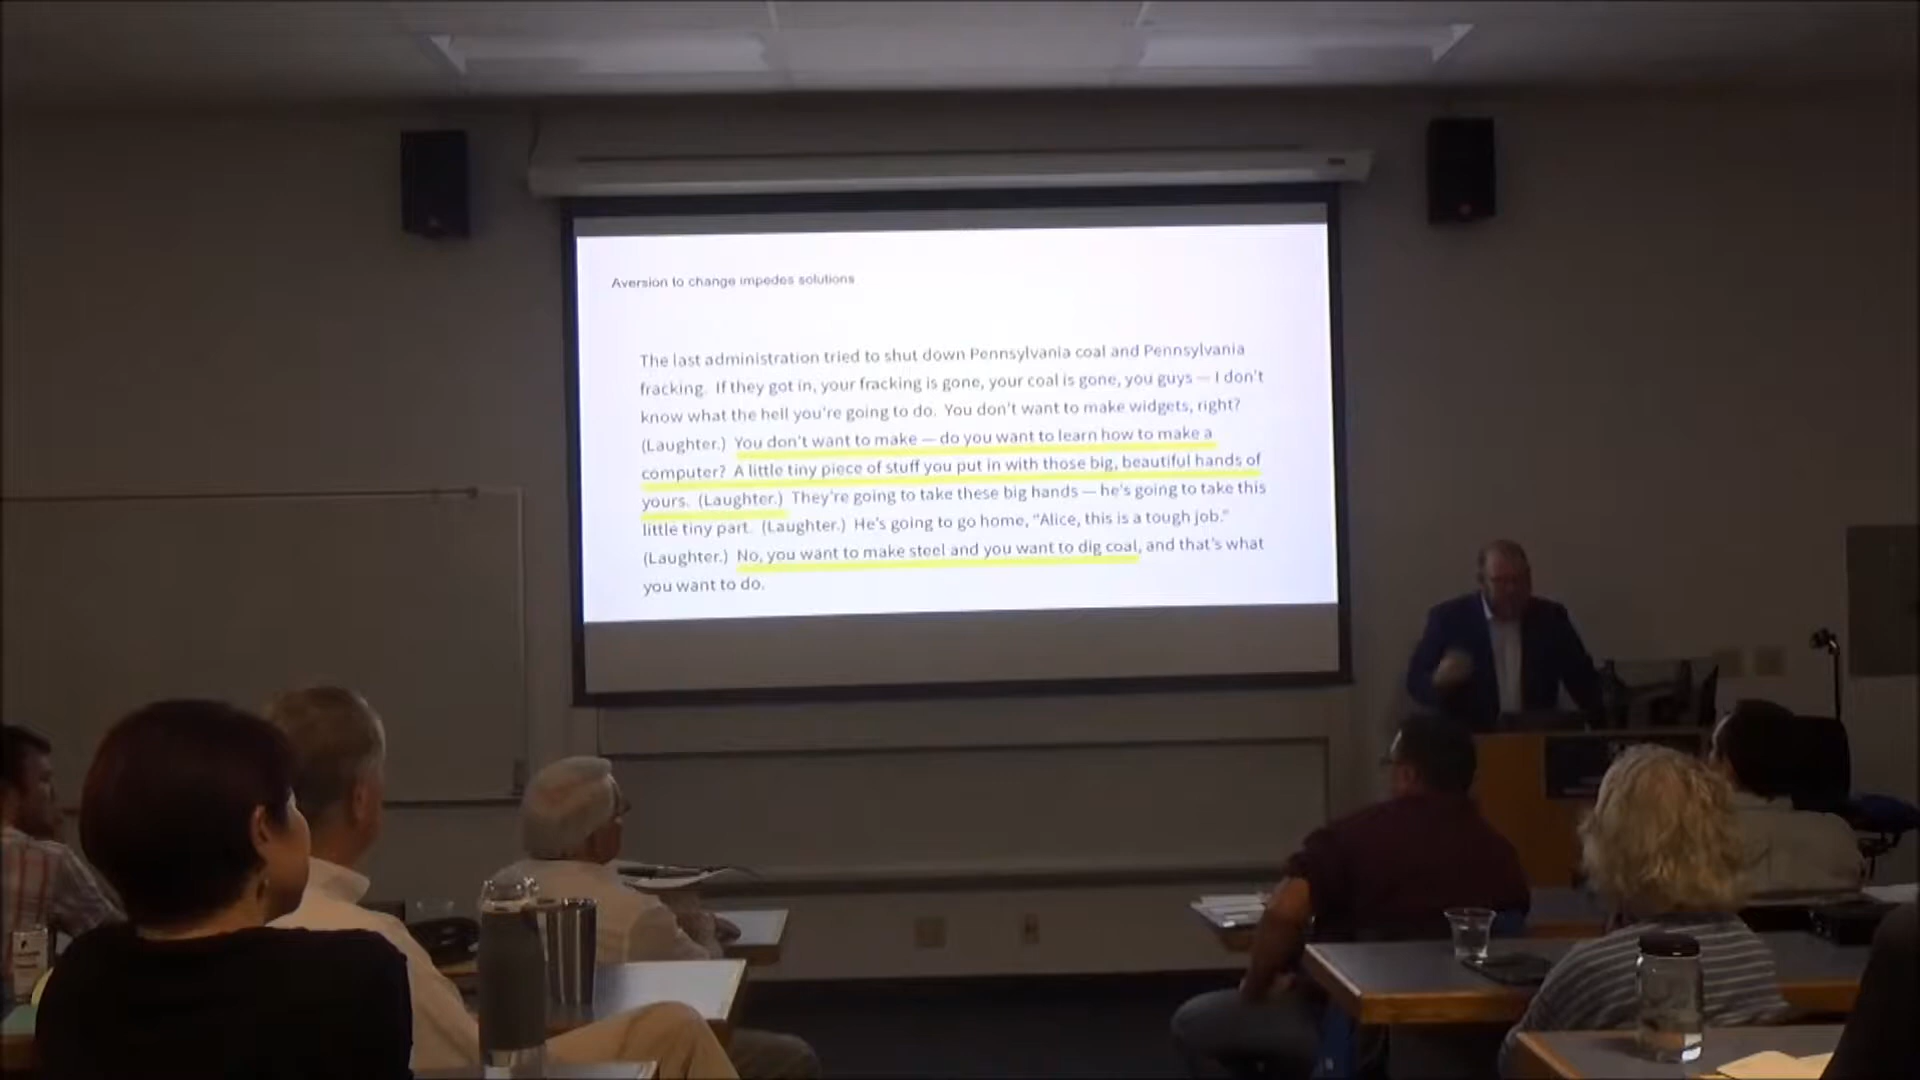 Aversion to change impedes solutions
The last administration tried to shut down Pennsylvania coal and Pennsylvania
fracking. If they got in, your fracking is gone, your coal is gone, you guys — I don't
know what the hell you're going to do. You don't want to make widgets, right?
(Laughter.) You don't want to make — do you want to learn how to make a
computer? A little tiny piece of stuff you put in with those big, beautiful hands of
yours. (Laughter.) They're going to take these big hands — he's going to take this
little tiny part. (Laughter.) He's going to go home, "Alice, this is a tough job."
(Laughter.) No, you want to make steel and you want to dig coal, and that's what
you want to do.